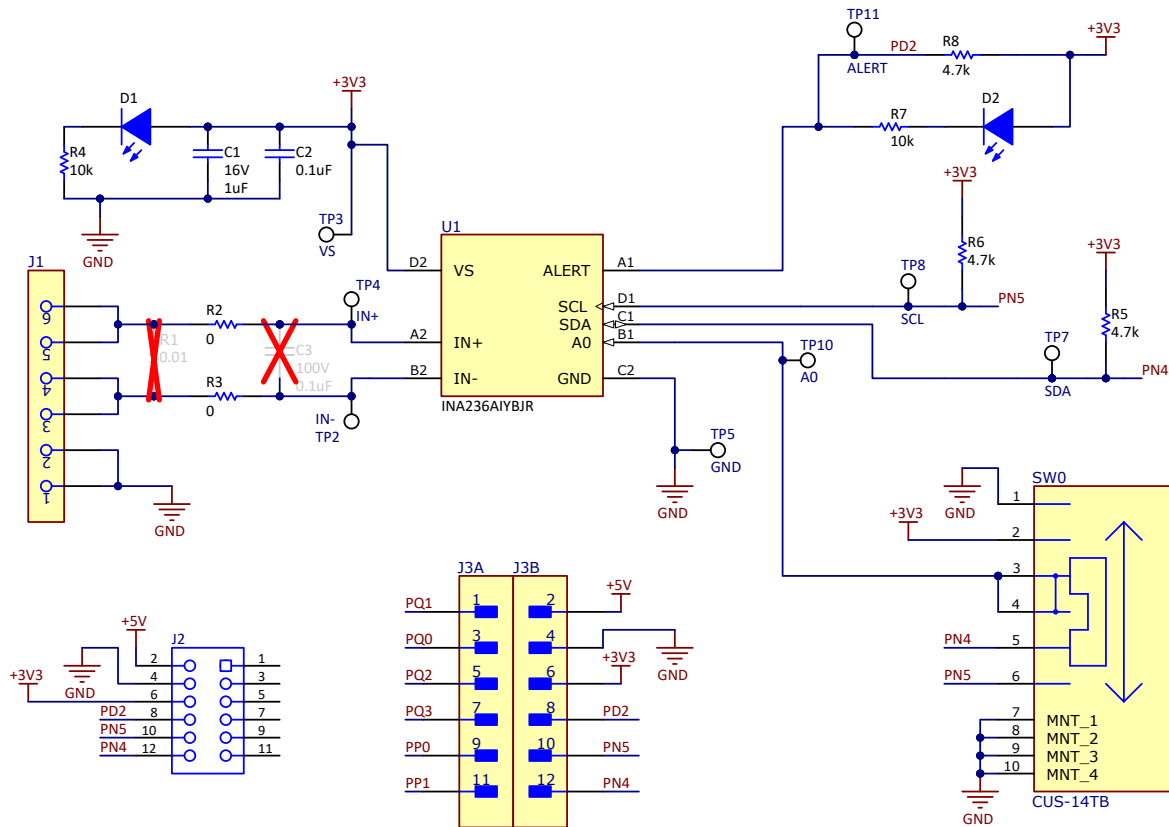 TP11
PD2
R8
4.7k
+3V3
ALERT
+3V3
D1
R4
10k
C1
16V
1uF
C2
0.1uF
GND
R7
10k
D2
TP3
VS
U1
D2
VS
ALERT
A1
SCL
D1
SDA
C1
A0
B1
A2
IN+
B2
IN-
GND
C2
INA236AIYBJR
+3V3
R6
4.7k
TP8
SCL
PN5
+3V3
R5
4.7k
TP7
SDA
PN4
TP10
A0
TP5
GND
GND
J1
6
5
4
3
2
1
R1
0.01
R2
0
R3
0
C3
100V
0.1uF
TP4
IN+
IN-
TP2
GND
SW0
GND
1
+3V3
2
3
4
PN4
5
PN5
6
7
MNT_1
8
MNT_2
9
MNT_3
10
MNT_4
GND
CUS-14TB
+5V
J2
GND
+3V3
2
1
4
3
6
5
PD2
8
7
PN5
10
9
PN4
12
11
J3A
J3B
PQ1
1
2
+5V
PQ0
3
4
GND
PQ2
5
6
+3V3
PQ3
7
8
PD2
PP0
9
10
PN5
PP1
11
12
PN4